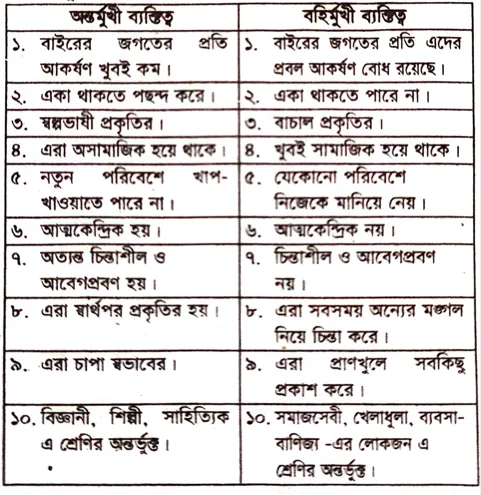 অন্তর্মুখী ব্যক্তিত্ব
বহির্মুখী ব্যক্তিত্ব
১. বাইরের জগতের প্রতি
আকর্ষণ খুবই কম।
১. বাইরের জগতের প্রতি এদের
প্রবল আকর্ষণ বোধ রয়েছে।
২. একা থাকতে পছন্দ করে।
২. একা থাকতে পারে না।
৩. স্বল্পভাষী প্রকৃতির।
৩. বাচাল প্রকৃতির।
৪. এরা অসামাজিক হয়ে থাকে।
৪. খুবই সামাজিক হয়ে থাকে।
৫. নতুন পরিবেশে খাপ-
খাওয়াতে পারে না।
৫. যেকোনো পরিবেশে
নিজেকে মানিয়ে নেয়।
৬. আত্মকেন্দ্রিক হয়।
৬. আত্মকেন্দ্রিক নয়।
৭. অত্যন্ত চিন্তাশীল ও
আবেগপ্রবণ হয়।
৭. চিন্তাশীল ও আবেগপ্রবণ
নয়।
৮. এরা স্বার্থপর প্রকৃতির হয়।
৮. এরা সবসময় অন্যের মঙ্গল
নিয়ে চিন্তা করে।
৯. এরা চাপা স্বভাবের।
৯. এরা প্রাণখুলে সবকিছু
প্রকাশ করে।
১০. বিজ্ঞানী, শিল্পী, সাহিত্যিক
এ শ্রেণির অন্তর্ভুক্ত।
১০. সমাজসেবী, খেলাধুলা, ব্যবসা-
বাণিজ্য -এর লোকজন এ
শ্রেণির অন্তর্ভুক্ত।